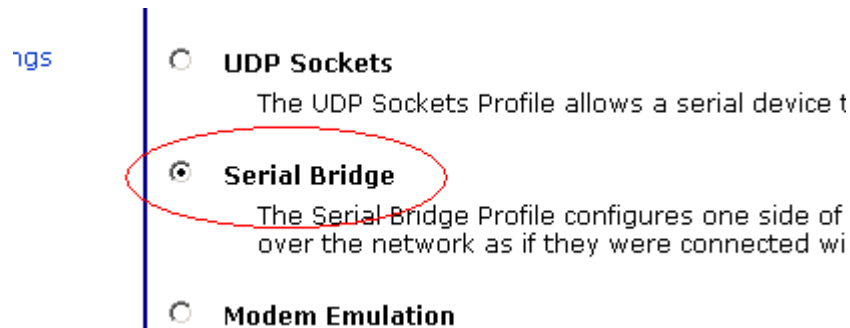 ngs
UDP Sockets
The UDP Sockets Profile allows a serial device t
Serial Bridge
The Serial Bridge Profile configures one side of
over the network as if they were connected wi
Modem Emulation